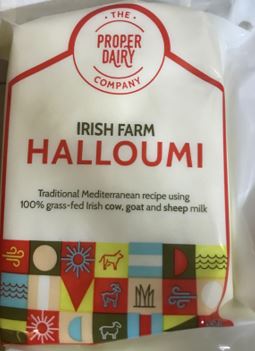 • THE •
PROPER
DAIRY
COMPANY
IRISH FARM
HALLOUMI
Traditional Mediterranean recipe using
100% grass-fed Irish cow, goat and sheep milk